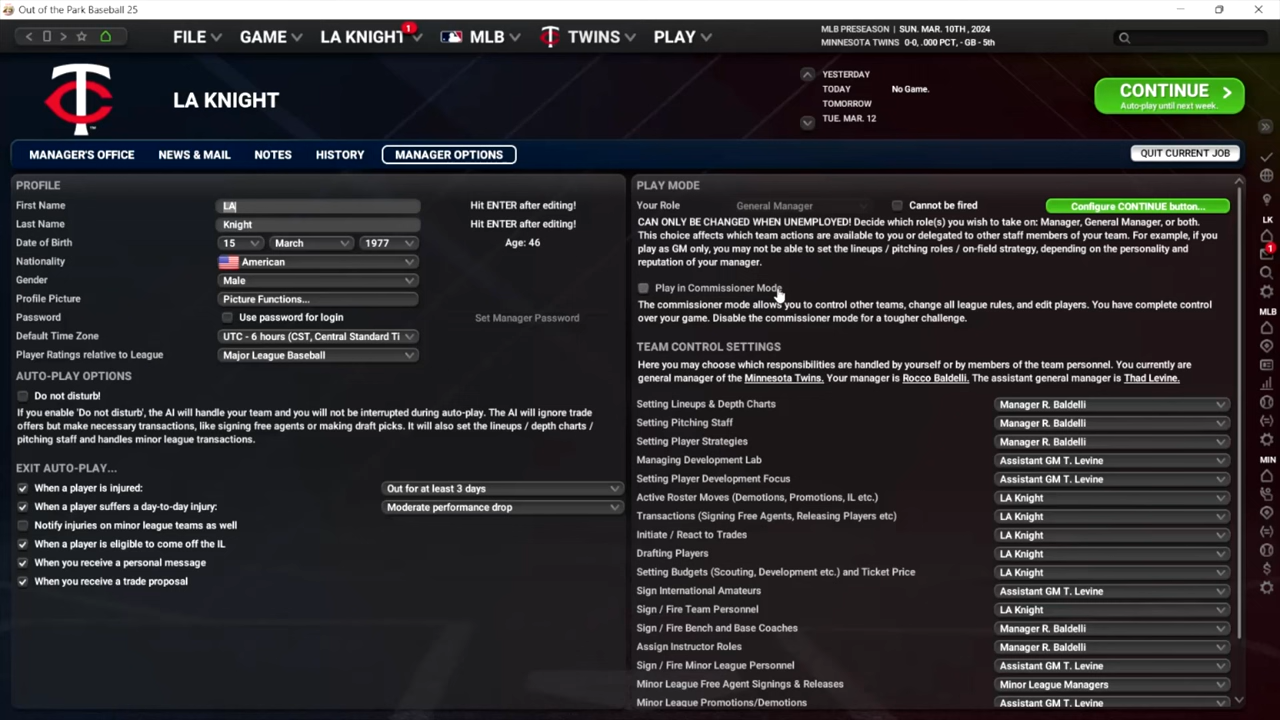 Out of the Park Baseball 25
FILE
GAME
LA KNIGHT
1
MLB
TWINS
PLAY
MLB PRESEASON | SUN. MAR. 10TH , 2024
MINNESOTA TWINS 0-0, .000 PCT, - GB - 5th
LA KNIGHT
YESTERDAY
TODAY No Game.
TOMORROW
TUE. MAR. 12
CONTINUE
Auto-play until next week.
MANAGER'S OFFICE
NEWS & MAIL
NOTES
HISTORY
MANAGER OPTIONS
QUIT CURRENT JOB
PROFILE
First Name LA Hit ENTER after editing!
Last Name Knight Hit ENTER after editing!
Date of Birth 15 March 1977 Age: 46
Nationality American
Gender Male
Profile Picture Picture Functions...
Password Use password for login Set Manager Password
Default Time Zone UTC - 6 hours (CST, Central Standard Ti
Player Ratings relative to League Major League Baseball
AUTO-PLAY OPTIONS
Do not disturb!
If you enable 'Do not disturb', the AI will handle your team and you will not be interrupted during auto-play. The AI will ignore trade
offers but make necessary transactions, like signing free agents or making draft picks. It will also set the lineups / depth charts /
pitching staff and handles minor league transactions.
EXIT AUTO-PLAY...
When a player is injured: Out for at least 3 days
When a player suffers a day-to-day injury: Moderate performance drop
Notify injuries on minor league teams as well
When a player is eligible to come off the IL
When you receive a personal message
When you receive a trade proposal
PLAY MODE
Your Role General Manager Cannot be fired Configure CONTINUE button...
CAN ONLY BE CHANGED WHEN UNEMPLOYED! Decide which role(s) you wish to take on: Manager, General Manager, or both.
This choice affects which team actions are available to you or delegated to other staff members of your team. For example, if you
play as GM only, you may not be able to set the lineups / pitching roles / on-field strategy, depending on the personality and
reputation of your manager.
Play in Commissioner Mode
The commissioner mode allows you to control other teams, change all league rules, and edit players. You have complete control
over your game. Disable the commissioner mode for a tougher challenge.
TEAM CONTROL SETTINGS
Here you may choose which responsibilities are handled by yourself or by members of the team personnel. You currently are
general manager of the Minnesota Twins. Your manager is Rocco Baldelli. The assistant general manager is Thad Levine.
Setting Lineups & Depth Charts Manager R. Baldelli
Setting Pitching Staff Manager R. Baldelli
Setting Player Strategies Manager R. Baldelli
Managing Development Lab Assistant GM T. Levine
Setting Player Development Focus Assistant GM T. Levine
Active Roster Moves (Demotions, Promotions, IL etc.) LA Knight
Transactions (Signing Free Agents, Releasing Players etc) LA Knight
Initiate / React to Trades LA Knight
Drafting Players LA Knight
Setting Budgets (Scouting, Development etc.) and Ticket Price LA Knight
Sign International Amateurs Assistant GM T. Levine
Sign / Fire Team Personnel LA Knight
Sign / Fire Bench and Base Coaches Manager R. Baldelli
Assign Instructor Roles Manager R. Baldelli
Sign / Fire Minor League Personnel Assistant GM T. Levine
Minor League Free Agent Signings & Releases Minor League Managers
Minor League Promotions/Demotions Assistant GM T. Levine
LK
1
MLB
MIN